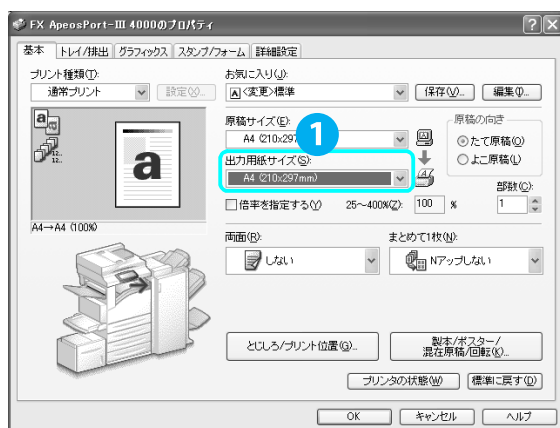 FX ApeosPort-III 4000のプロパティ
基本 トレイ/排出 グラフィックス スタンプ/フォーム 詳細設定
プリント種類(T):
通常プリント 設定(X)...
お気に入り(J):
A <変更>標準 保存(V)... 編集(I)...
原稿サイズ(E):
A4 (210x297
1
原稿の向き
たて原稿(O)
よこ原稿(L)
出力用紙サイズ(S):
A4 (210x297mm)
倍率を指定する(Y) 25～400%(Z): 100 %
部数(C):
1
a
12..
12..
a
A4→A4 (100%)
両面(R):
しない
まとめて1枚(N):
Nアップしない
とじしろ/プリント位置(G)...
製本/ポスター/
混在原稿/回転(K)...
プリンタの状態(W) 標準に戻す(D)
OK キャンセル ヘルプ